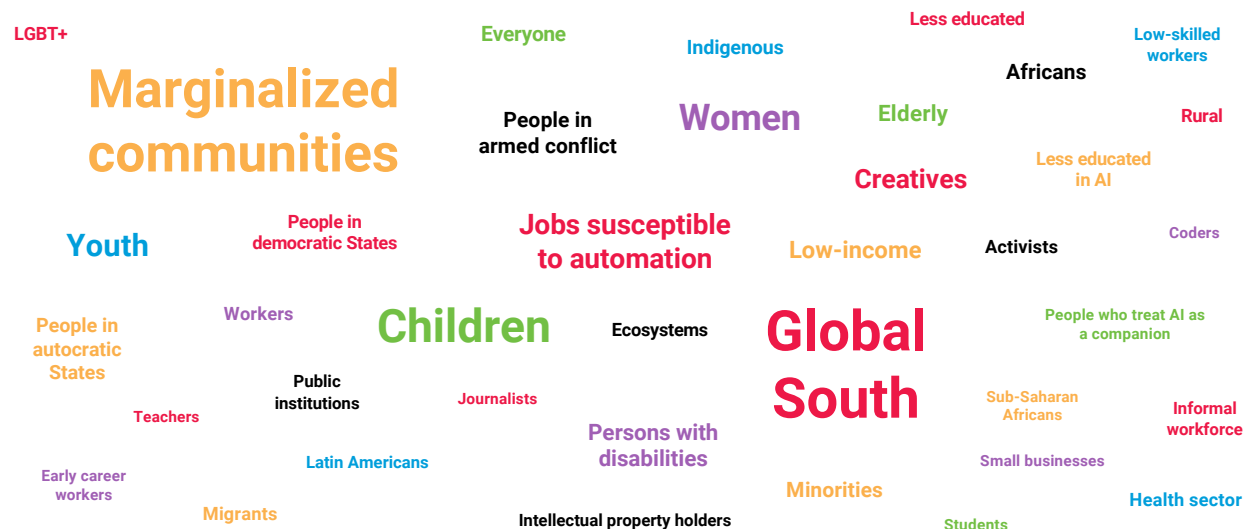 LGBT+
Everyone
Indigenous
Less educated
Low-skilled
workers
Marginalized
communities
People in
armed conflict
Women
Africans
Elderly
Rural
Creatives
Less educated
in AI
Youth
People in
democratic States
Jobs susceptible
to automation
Low-income
Activists
Coders
People in
autocratic
States
Workers
Children
Ecosystems
Global
South
People who treat AI as
a companion
Public
institutions
Teachers
Journalists
Persons with
disabilities
Sub-Saharan
Africans
Informal
workforce
Early career
workers
Latin Americans
Small businesses
Migrants
Intellectual property holders
Minorities
Health sector
Students